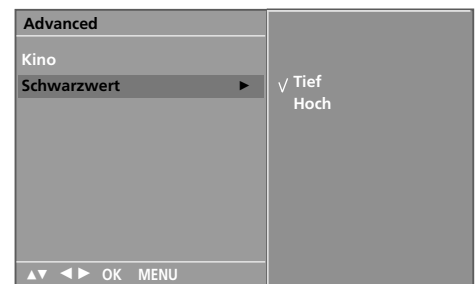 Advanced
Kino
Schwarzwert ►
√ Tief
Hoch
▲▼ ◄► OK MENU